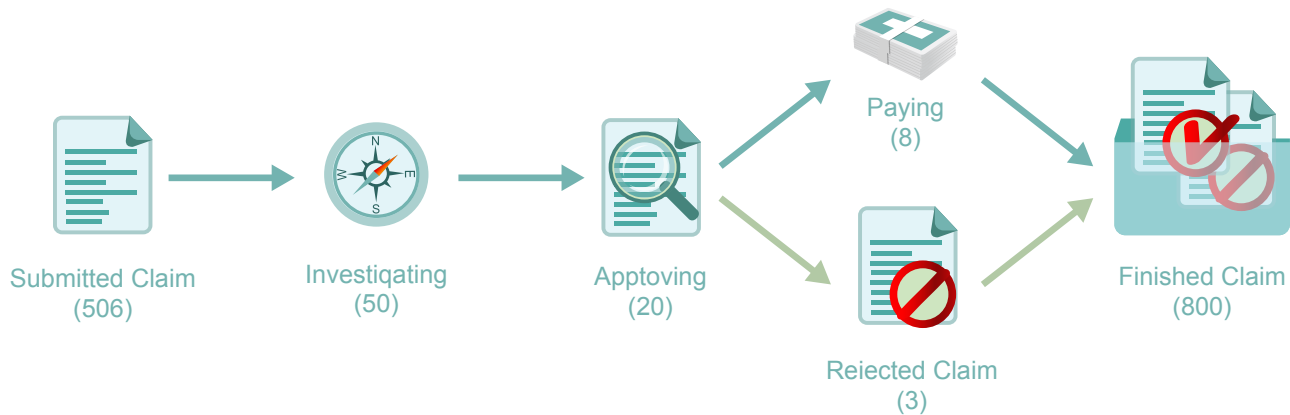 Submitted Claim
(506)
N
E
S
W
Investiqating
(50)
Apptoving
(20)
Paying
(8)
Reiected Claim
(3)
Finished Claim
(800)